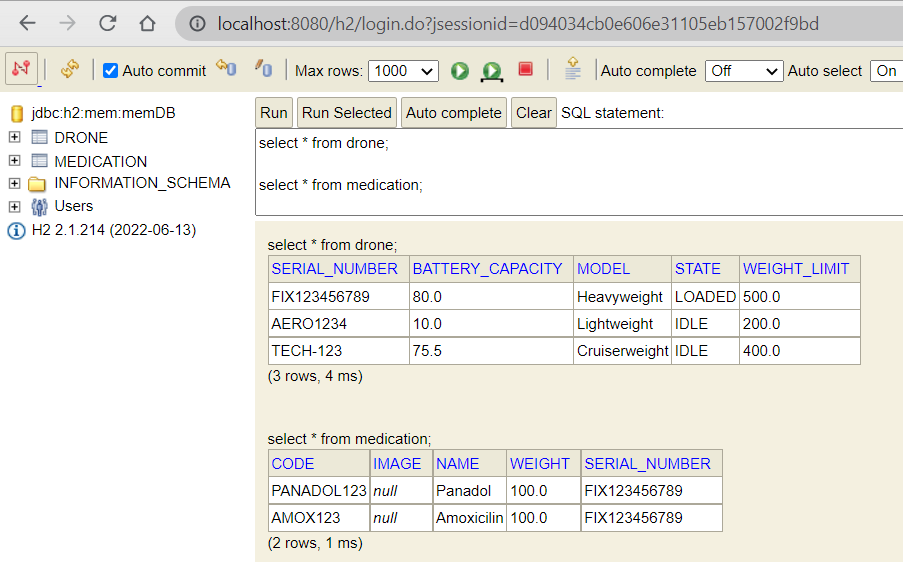 localhost:8080/h2/login.do?jsessionid=d094034cb0e606e31105eb157002f9bd
Auto commit Max rows: 1000 Auto complete Off Auto select On
jdbc:h2:mem:memDB
DRONE
MEDICATION
INFORMATION_SCHEMA
Users
H2 2.1.214 (2022-06-13)
Run Run Selected Auto complete Clear SQL statement:
select * from drone;
select * from medication;
select * from drone;
SERIAL_NUMBER BATTERY_CAPACITY MODEL STATE WEIGHT_LIMIT
FIX123456789 80.0 Heavyweight LOADED 500.0
AERO1234 10.0 Lightweight IDLE 200.0
TECH-123 75.5 Cruiserweight IDLE 400.0
(3 rows, 4 ms)
select * from medication;
CODE IMAGE NAME WEIGHT SERIAL_NUMBER
PANADOL123 null Panadol 100.0 FIX123456789
AMOX123 null Amoxicilin 100.0 FIX123456789
(2 rows, 1 ms)